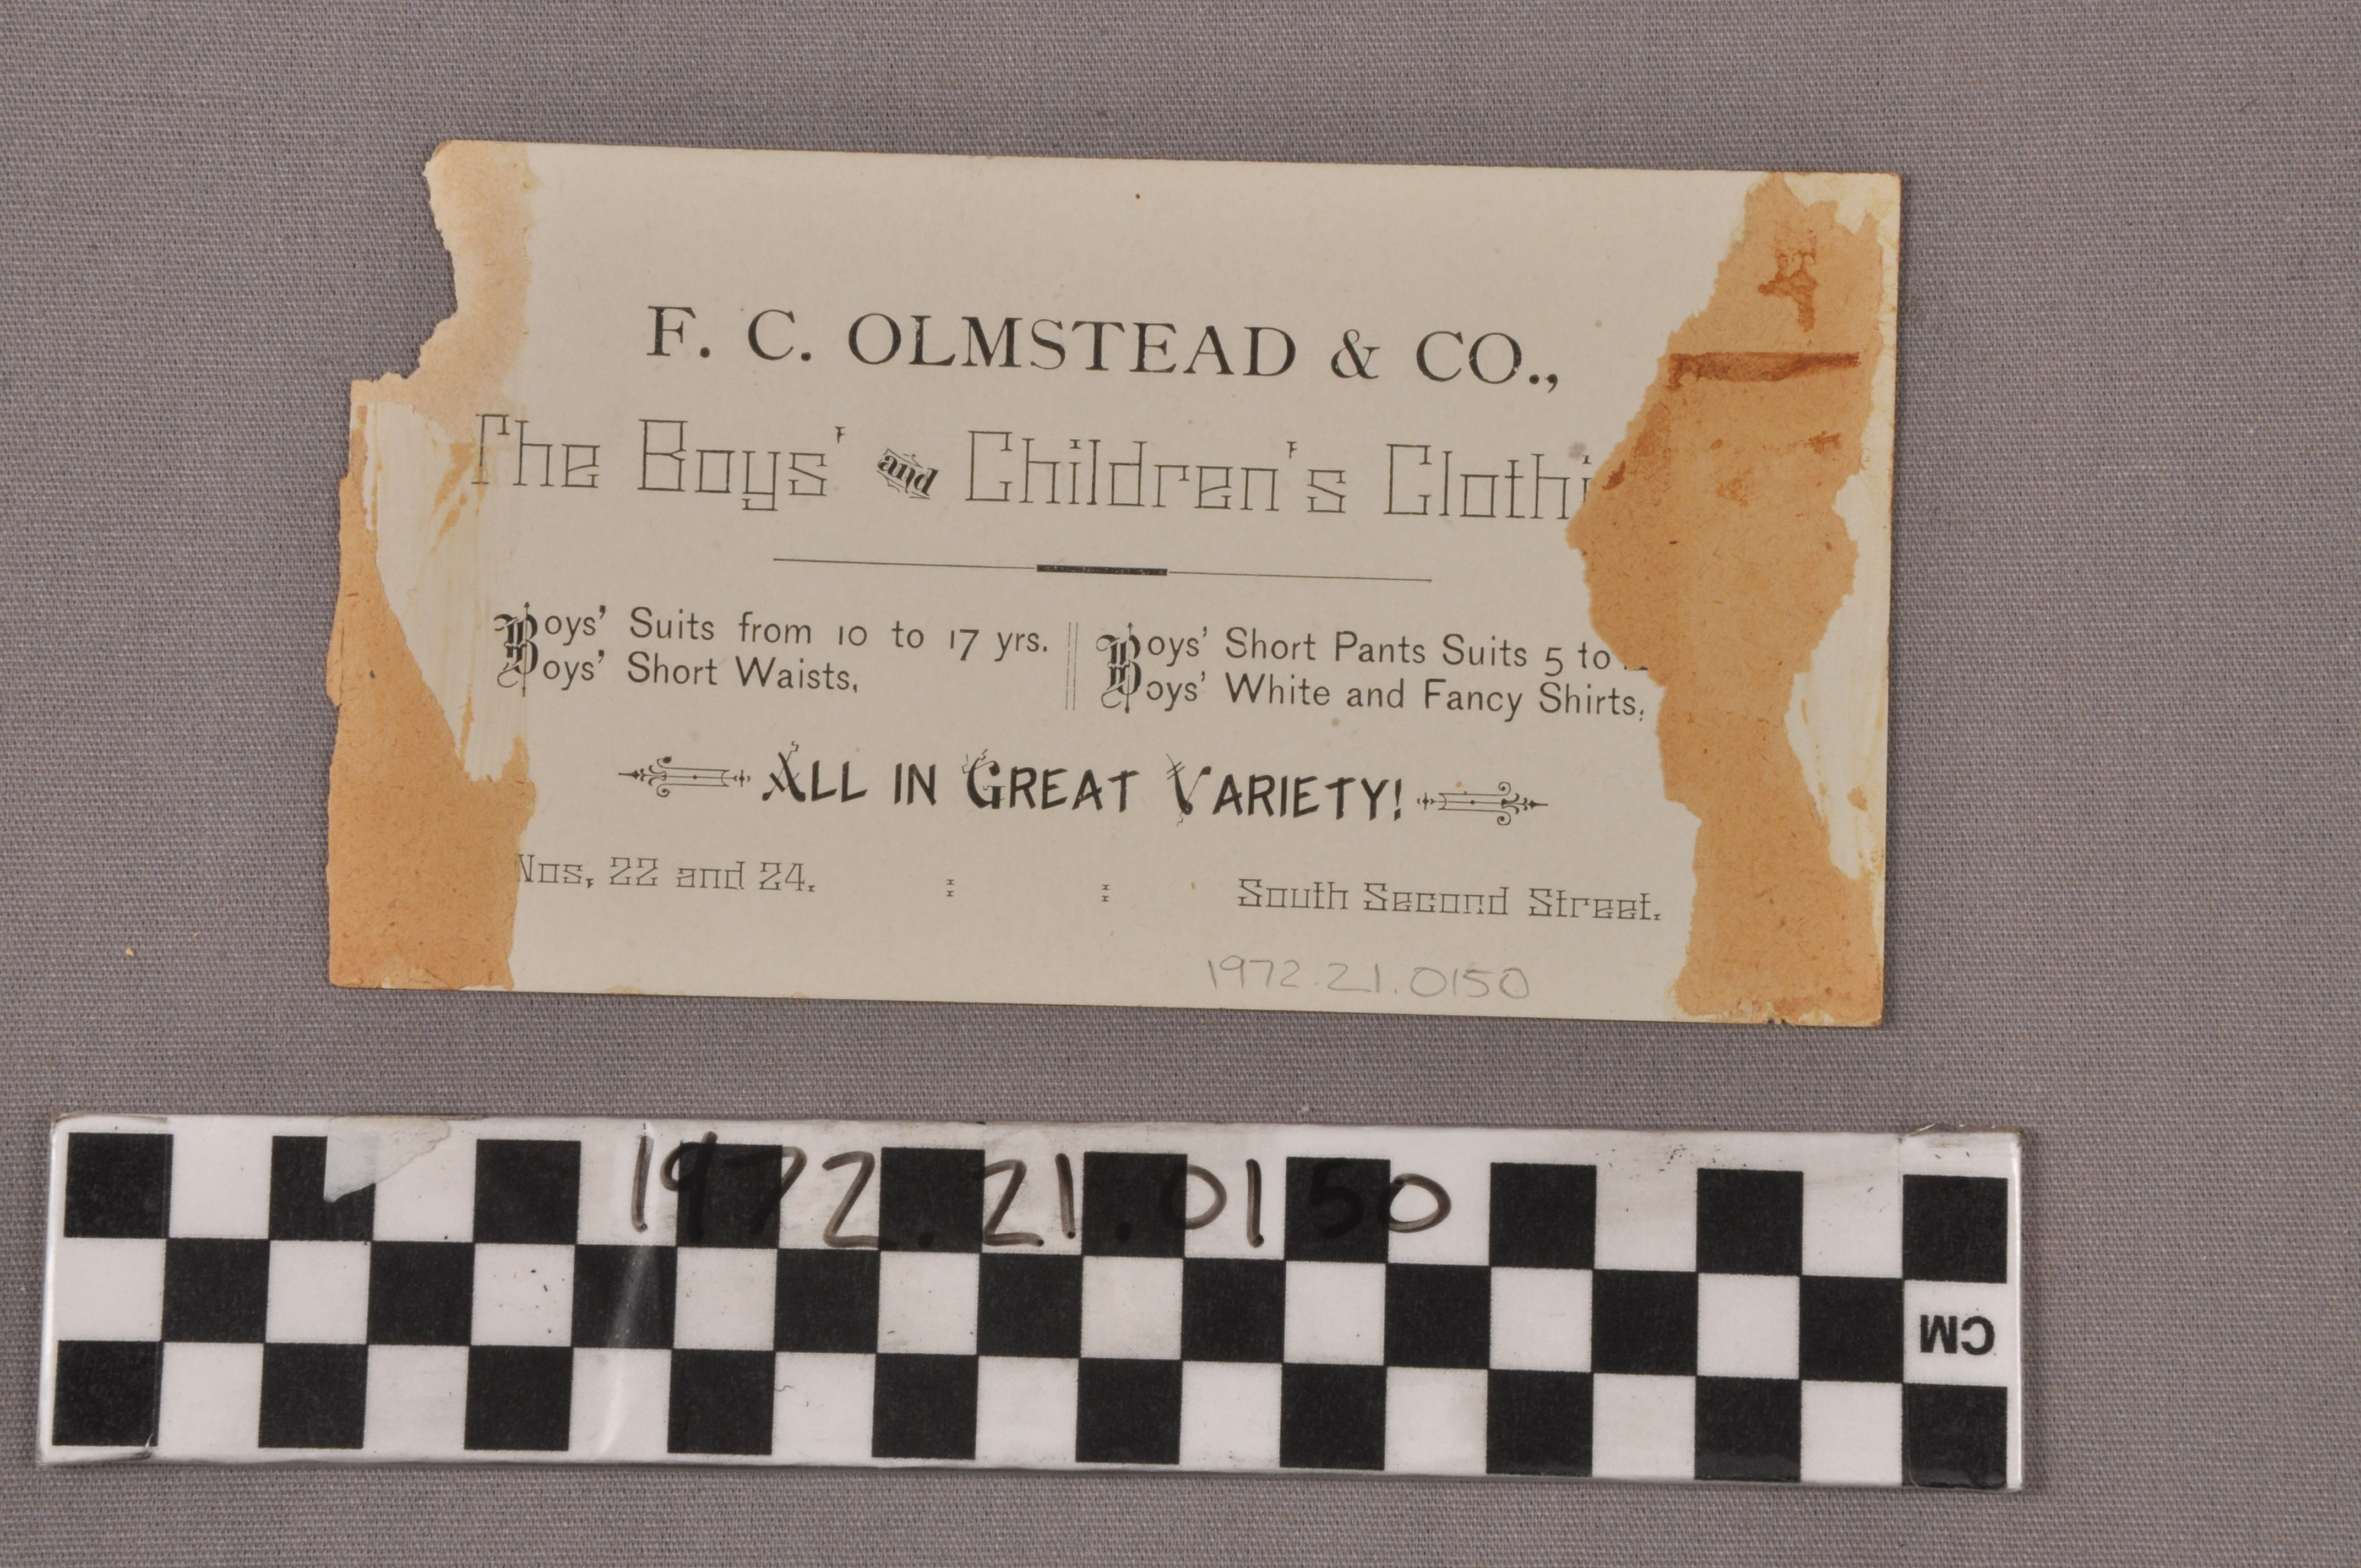 F. C. OLMSTEAD & CO.,
The Boys' and Children's Clothi
Boys' Suits from 10 to 17 yrs.
Boys' Short Waists,
Boys' Short Pants Suits 5 to
Boys' White and Fancy Shirts,
ALL IN GREAT VARIETY!
Nos, 22 and 24. : : South Second Street.
1972.21.0150
1972.21.0150
CM